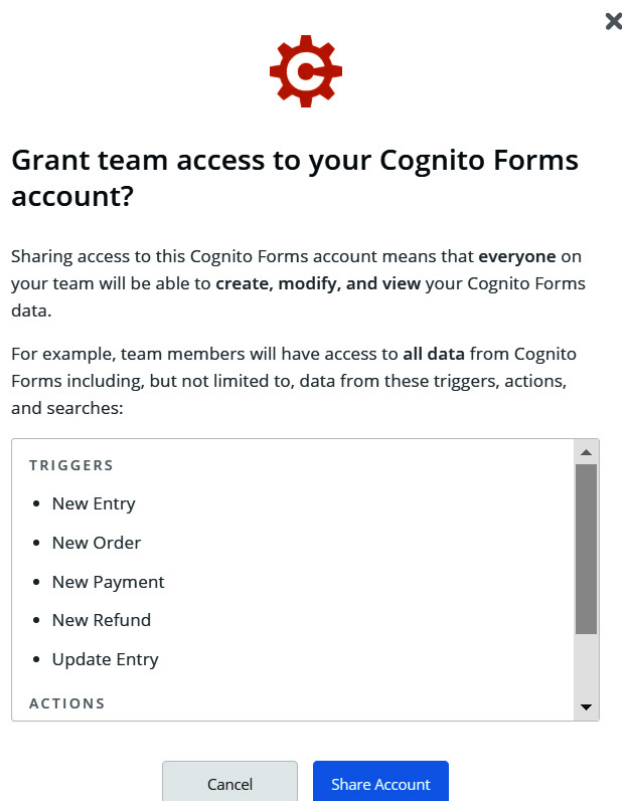 Grant team access to your Cognito Forms
account?
Sharing access to this Cognito Forms account means that everyone on
your team will be able to create, modify, and view your Cognito Forms
data.
For example, team members will have access to all data from Cognito
Forms including, but not limited to, data from these triggers, actions,
and searches:
TRIGGERS
• New Entry
• New Order
• New Payment
• New Refund
• Update Entry
ACTIONS
Cancel Share Account